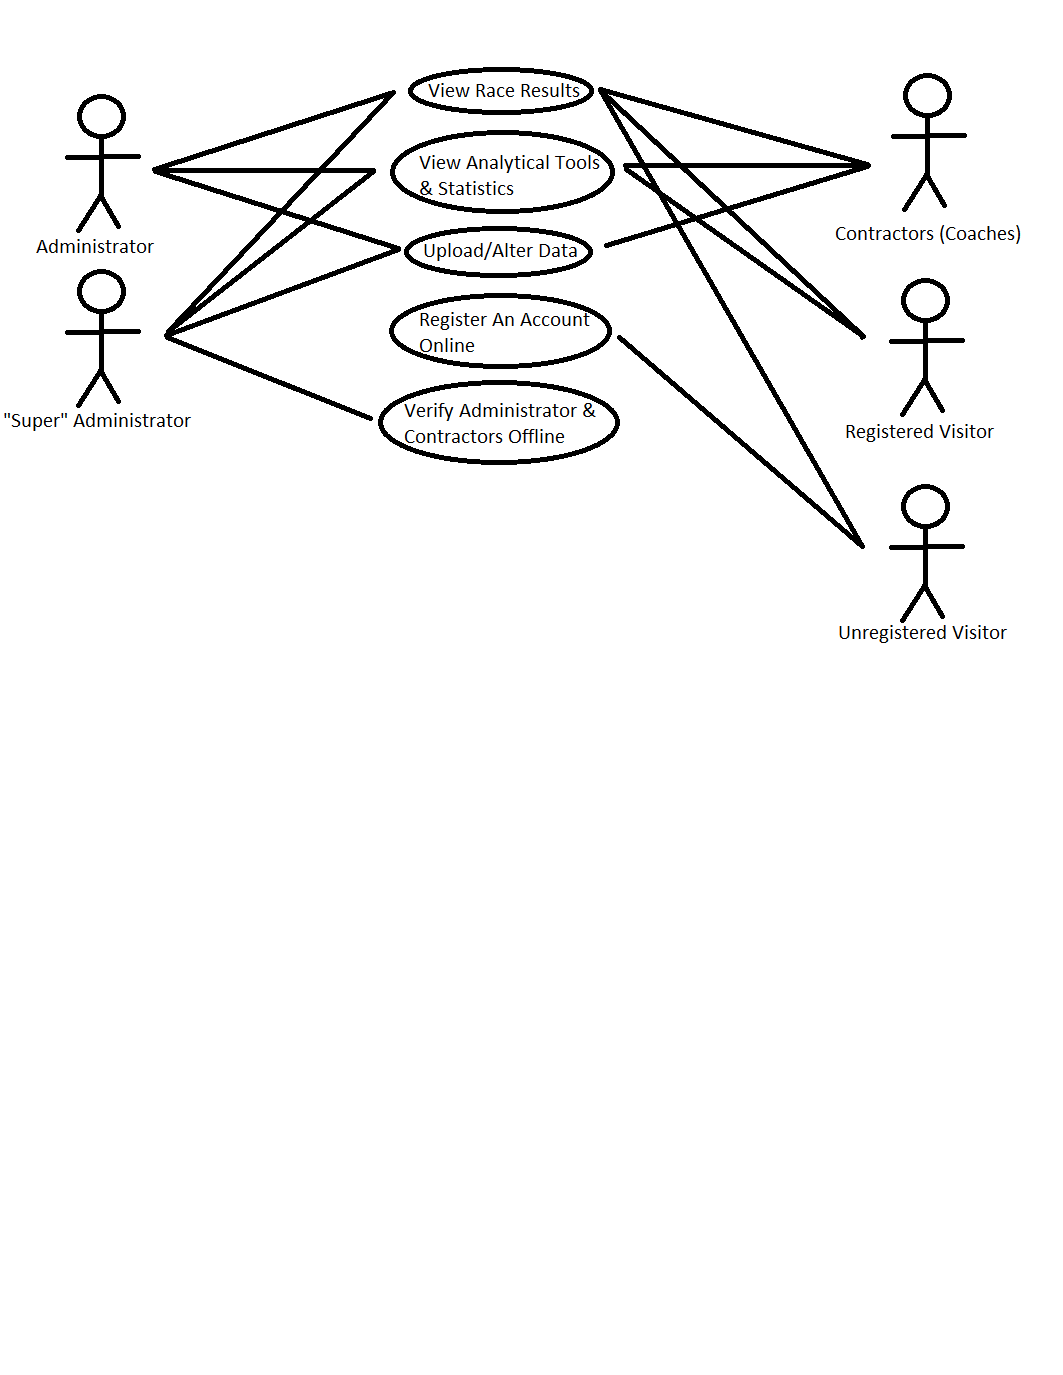 View Race Results
View Analytical Tools
& Statistics
Upload/Alter Data
Register An Account
Online
Verify Administrator &
Contractors Offline
Administrator
"Super" Administrator
Contractors (Coaches)
Registered Visitor
Unregistered Visitor